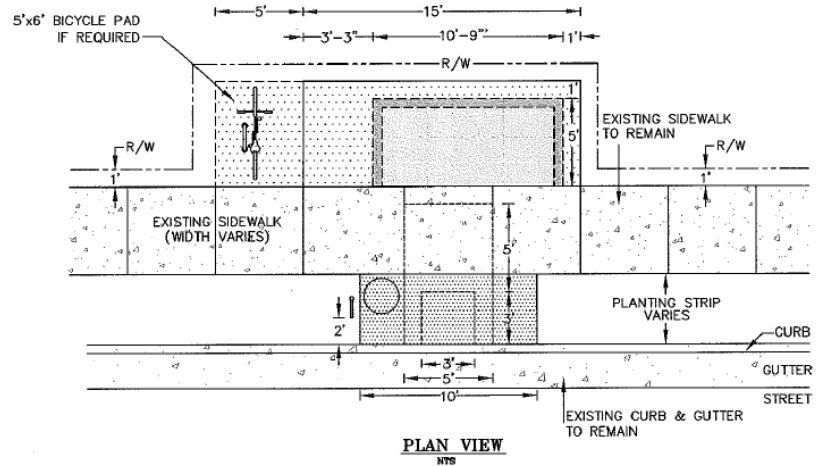 5'x6' BICYCLE PAD
IF REQUIRED
5'
15'
3'-3"
10'-9"'
1'
R/W
1'
5'
EXISTING SIDEWALK
TO REMAIN
R/W
1'
R/W
1'
EXISTING SIDEWALK
(WIDTH VARIES)
5'
3'
2'
PLANTING STRIP
VARIES
CURB
GUTTER
STREET
3'
5'
10'
EXISTING CURB & GUTTER
TO REMAIN
PLAN VIEW
NTS